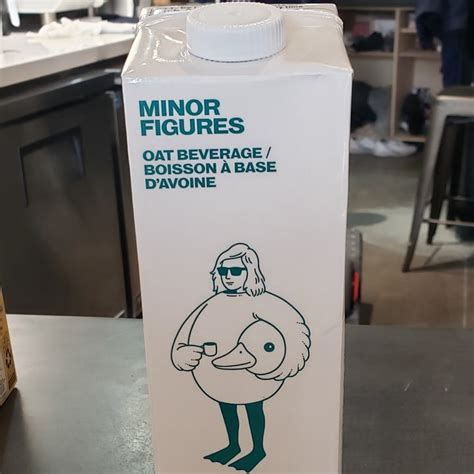 MINOR
FIGURES
OAT BEVERAGE /
BOISSON À BASE
D'AVOINE